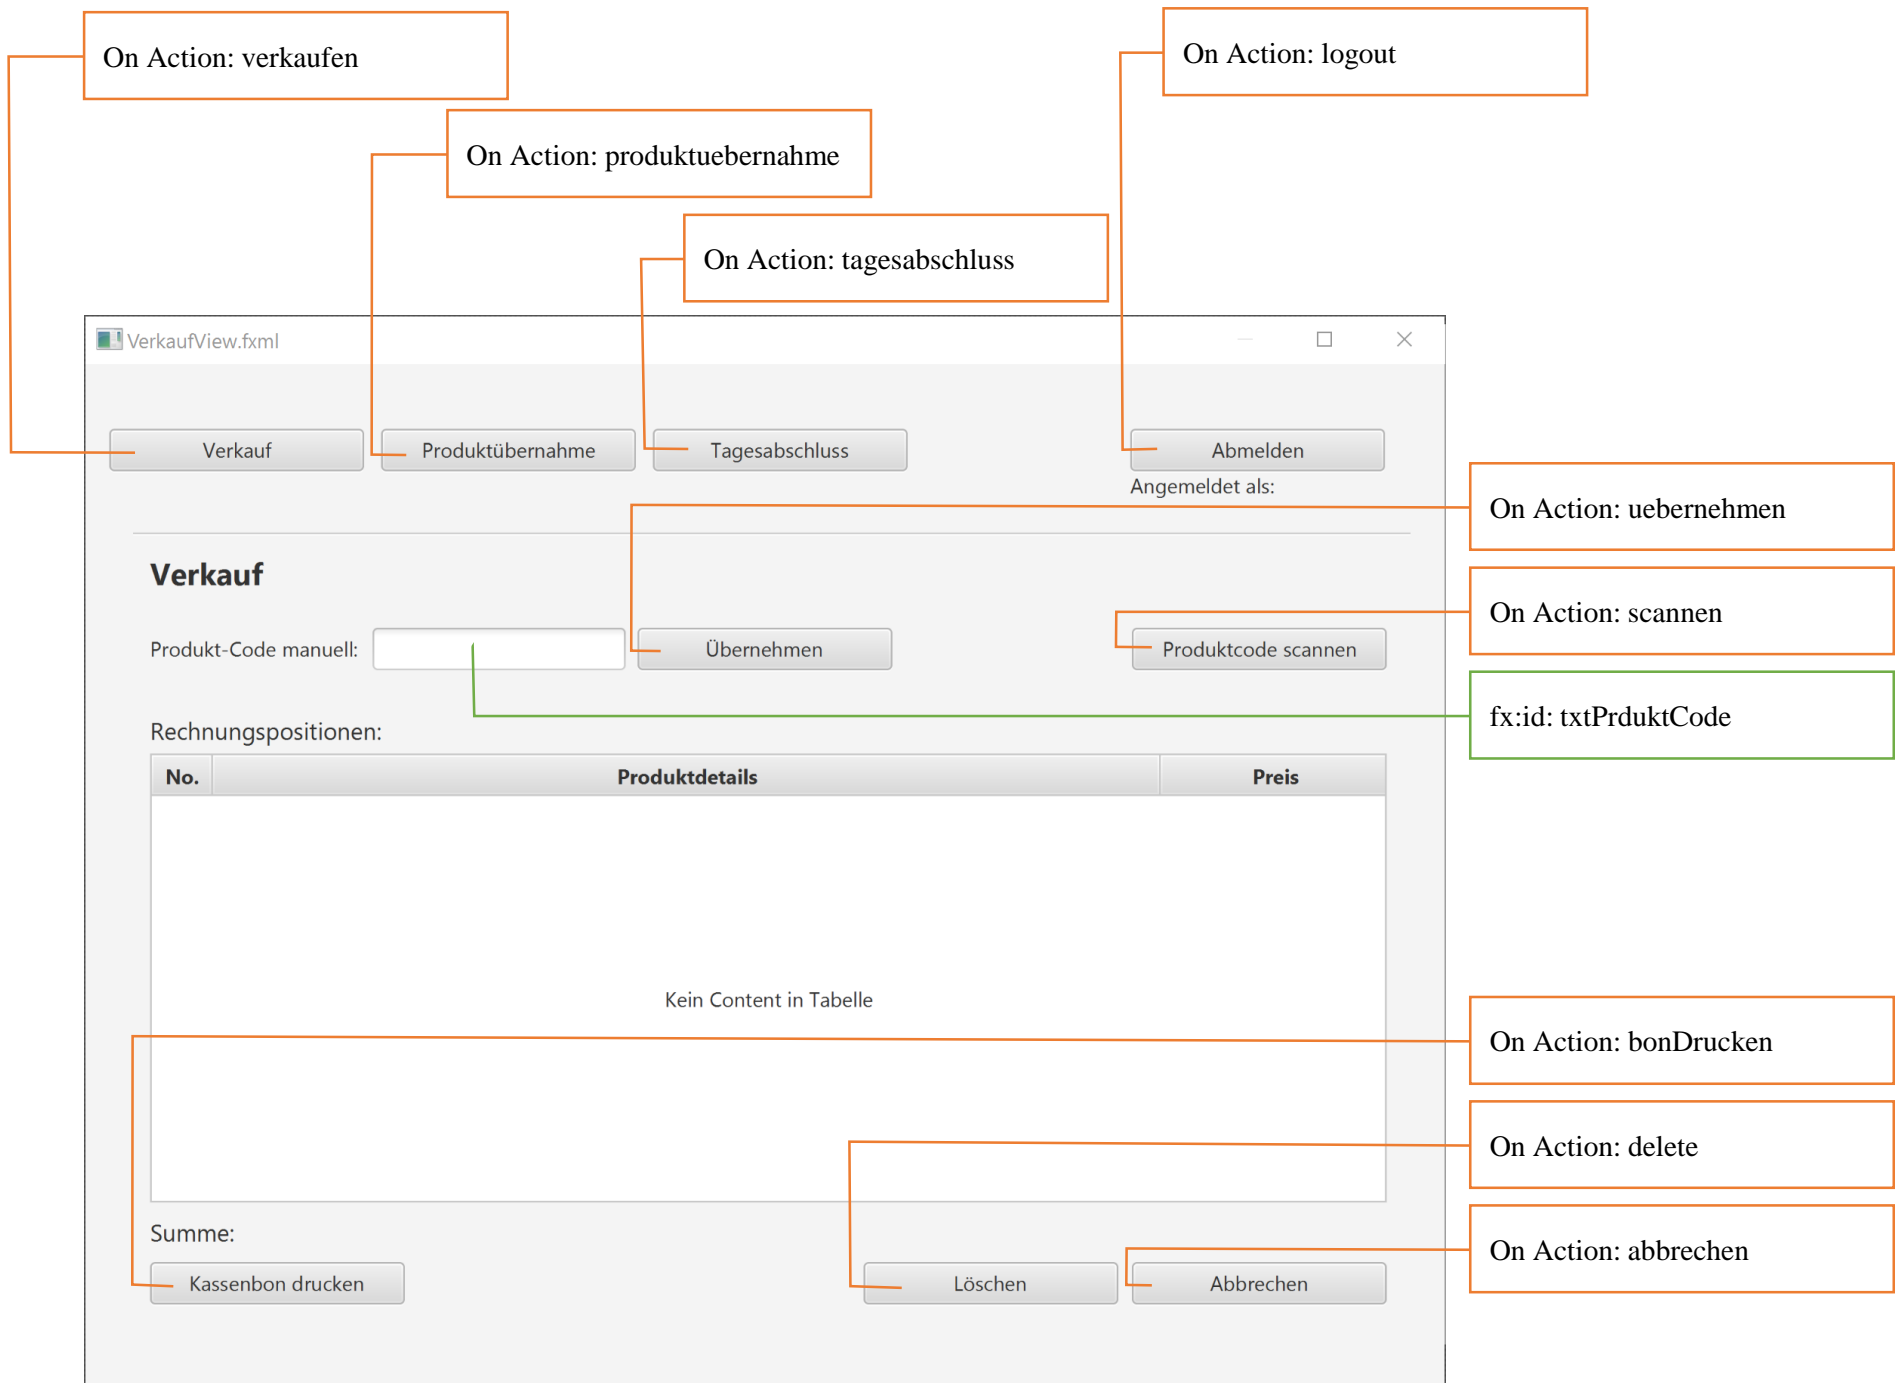 On Action: verkaufen
On Action: logout
On Action: produktuebernahme
On Action: tagesabschluss
VerkaufView.fxml
Verkauf
Produktübernahme
Tagesabschluss
Abmelden
Angemeldet als:
On Action: uebernehmen
Verkauf
On Action: scannen
Produkt-Code manuell:
Übernehmen
Produktcode scannen
fx:id: txtPrduktCode
Rechnungspositionen:
No.
Produktdetails
Preis
Kein Content in Tabelle
On Action: bonDrucken
On Action: delete
Summe:
On Action: abbrechen
Kassenbon drucken
Löschen
Abbrechen